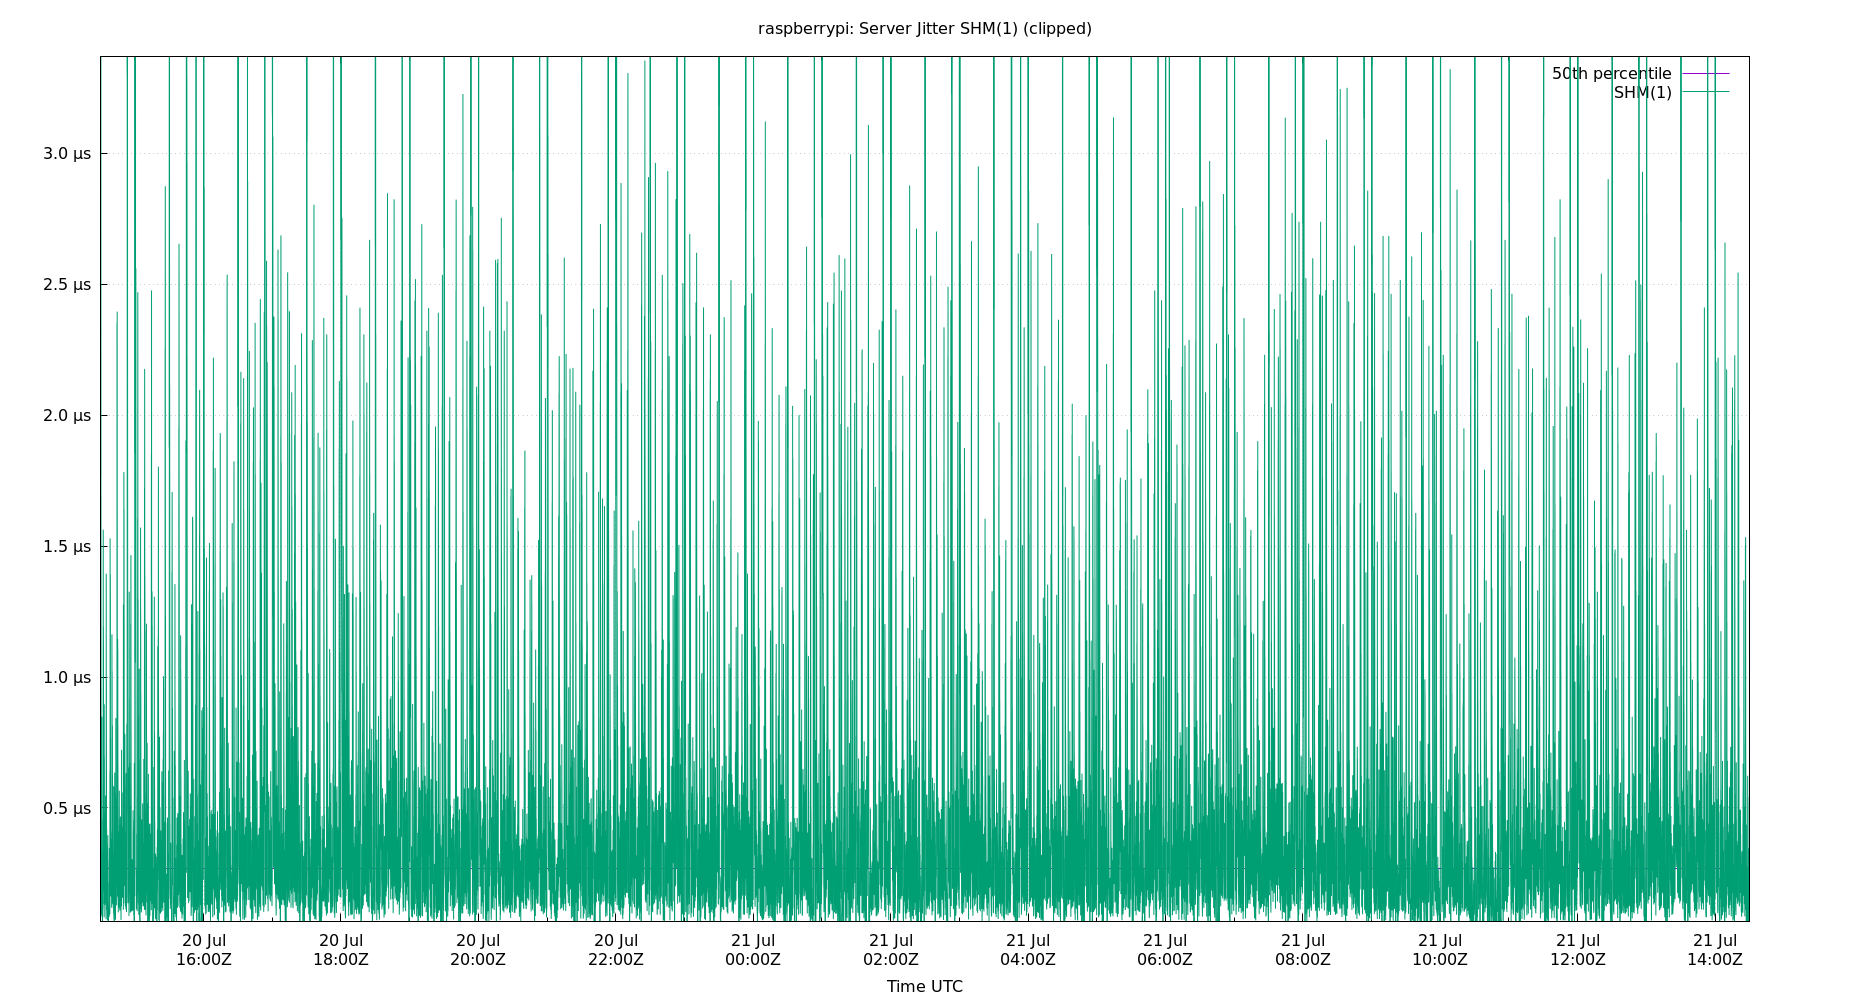 raspberrypi: Server Jitter SHM(1) (clipped)
50th percentile
SHM(1)
3.0 µs
2.5 µs
2.0 µs
1.5 µs
1.0 µs
0.5 µs
20 Jul 20 Jul 20 Jul 20 Jul 21 Jul 21 Jul 21 Jul 21 Jul 21 Jul 21 Jul 21 Jul 21 Jul
16:00Z 18:00Z 20:00Z 22:00Z 00:00Z 02:00Z 04:00Z 06:00Z 08:00Z 10:00Z 12:00Z 14:00Z
Time UTC